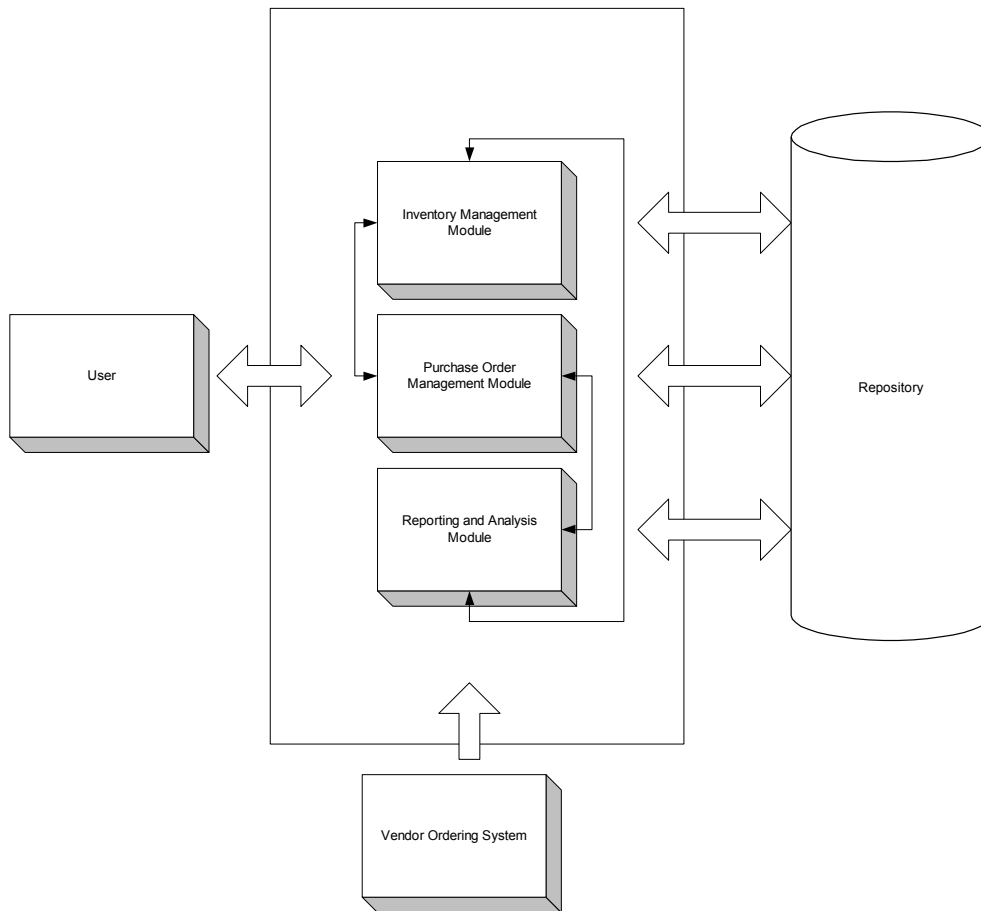 Inventory Management
Module
User
Purchase Order
Management Module
Repository
Reporting and Analysis
Module
Vendor Ordering System